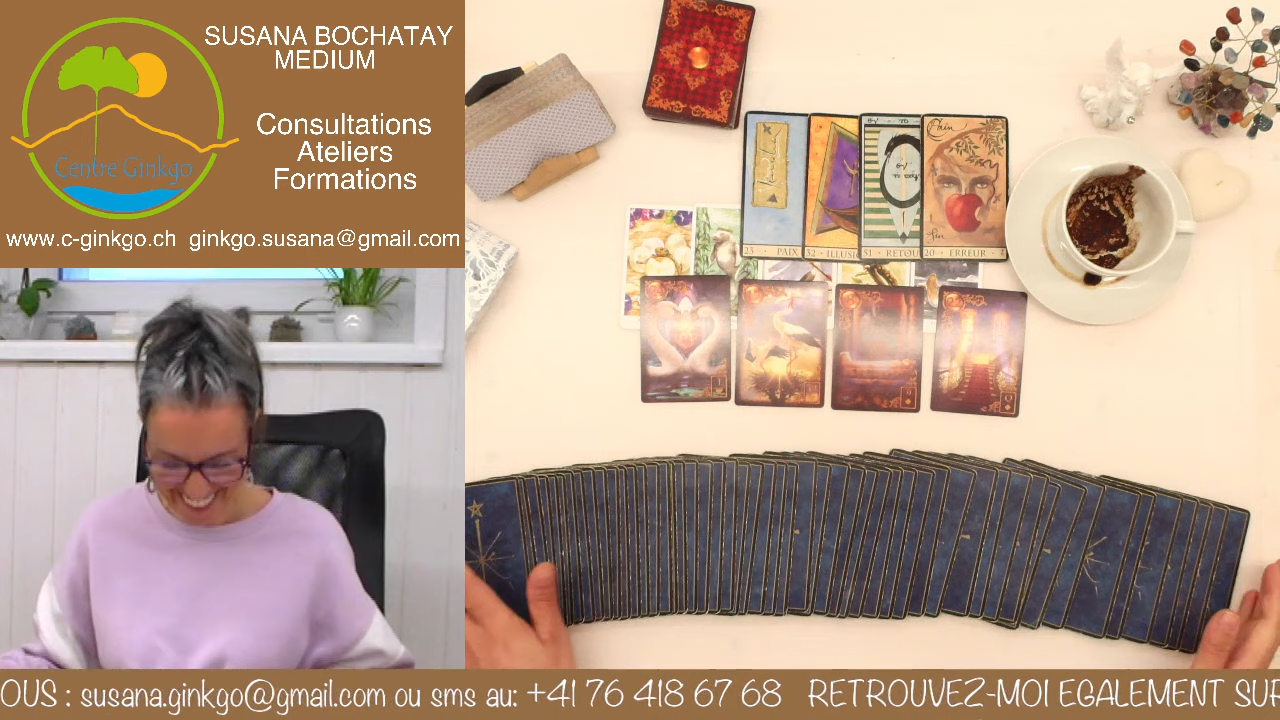 SUSANA BOCHATAY
MEDIUM
Consultations
Ateliers
Formations
Centre Ginkgo
www.c-ginkgo.ch ginkgo.susana@gmail.com
23 PAIX
32 ILLUSI
51 RETOU
20 ERREUR
OUS : susana.ginkgo@gmail.com ou sms au: +41 76 418 67 68 RETROUVEZ-MOI EGALEMENT SUR